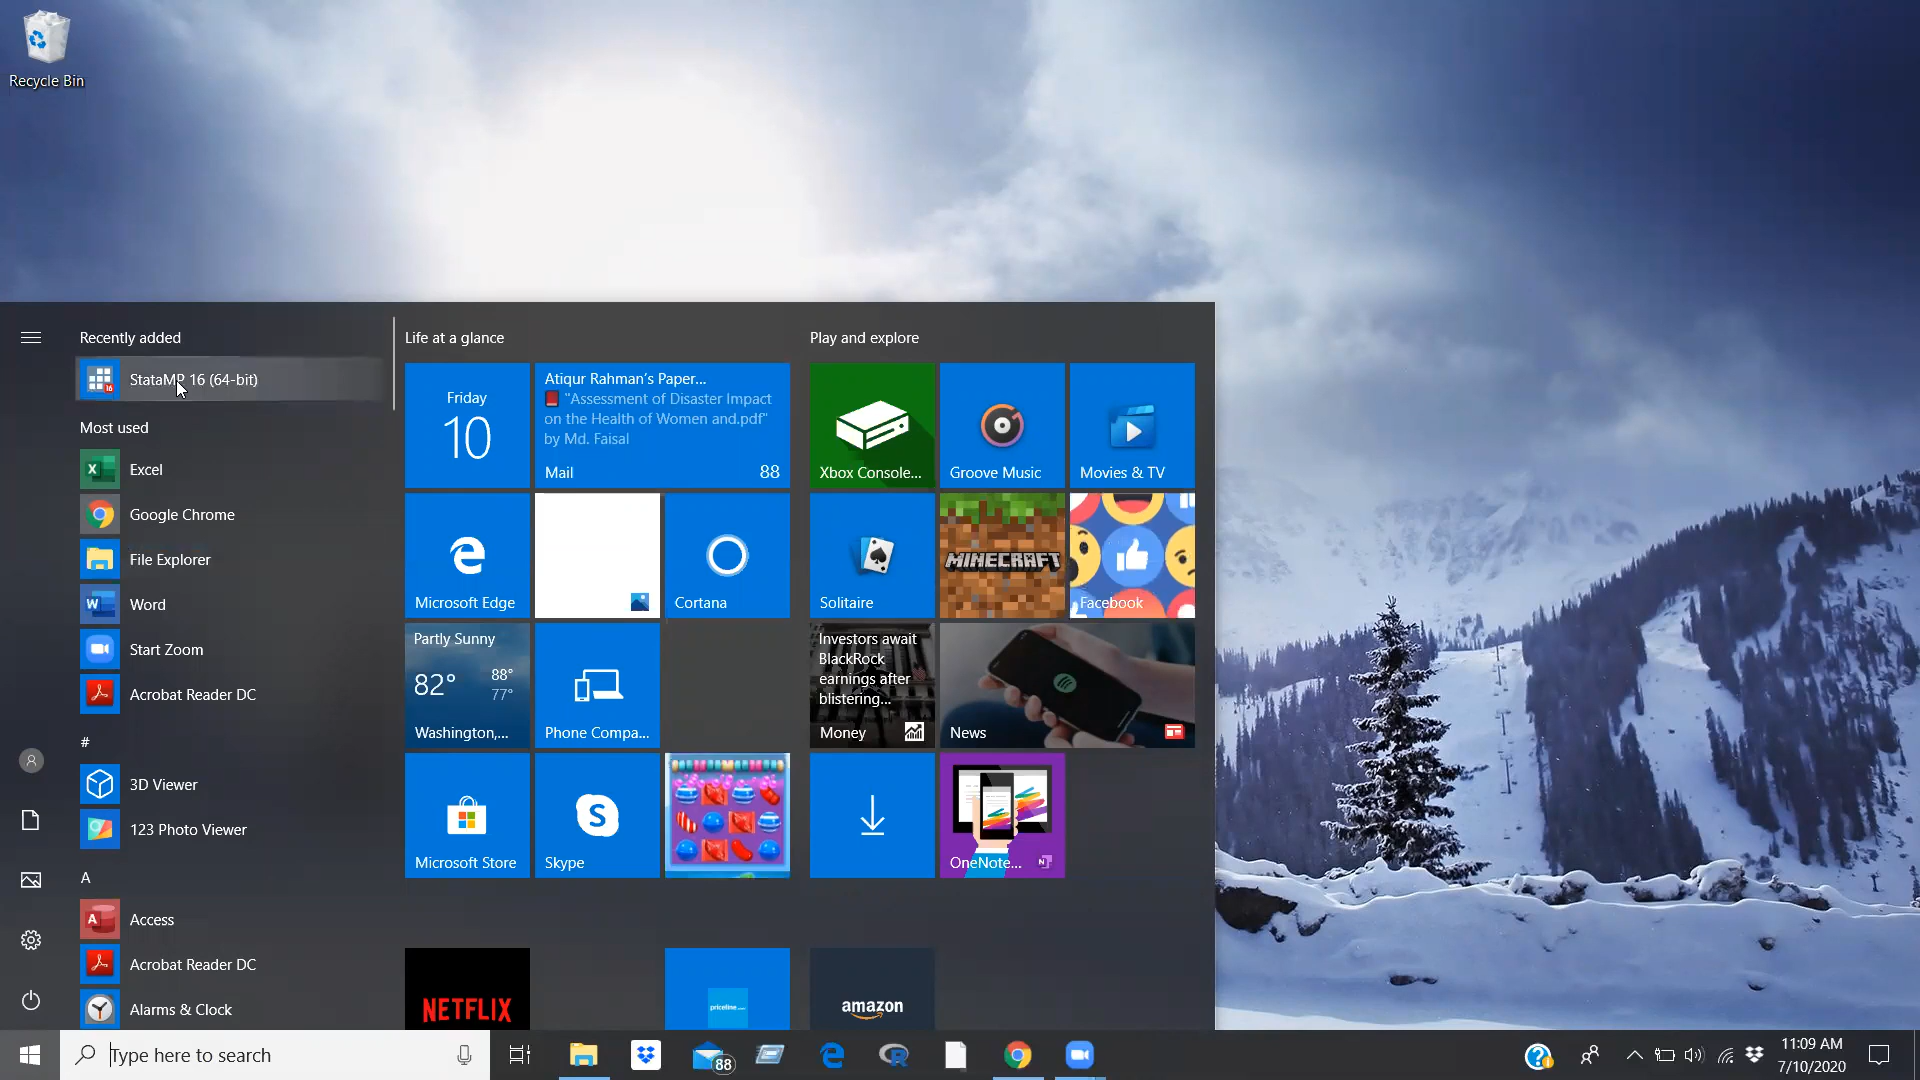 Recycle Bin
Recently added
StataMP 16 (64-bit)
Most used
Excel
Google Chrome
File Explorer
Word
Start Zoom
Acrobat Reader DC
#
3D Viewer
123 Photo Viewer
A
Access
Acrobat Reader DC
Alarms & Clock
Life at a glance
Friday
10
Atiqur Rahman's Paper...
"Assessment of Disaster Impact
on the Health of Women and.pdf"
by Md. Faisal
Mail 88
Microsoft Edge
Cortana
Partly Sunny
82° 88°
77°
Washington,...
Phone Compa...
Microsoft Store
Skype
NETFLIX
priceline.com
Play and explore
Xbox Console...
Groove Music
Movies & TV
Solitaire
MINECRAFT
Facebook
Investors await
BlackRock
earnings after
blistering...
Money
News
OneNote...
amazon
Type here to search
88
11:09 AM
7/10/2020